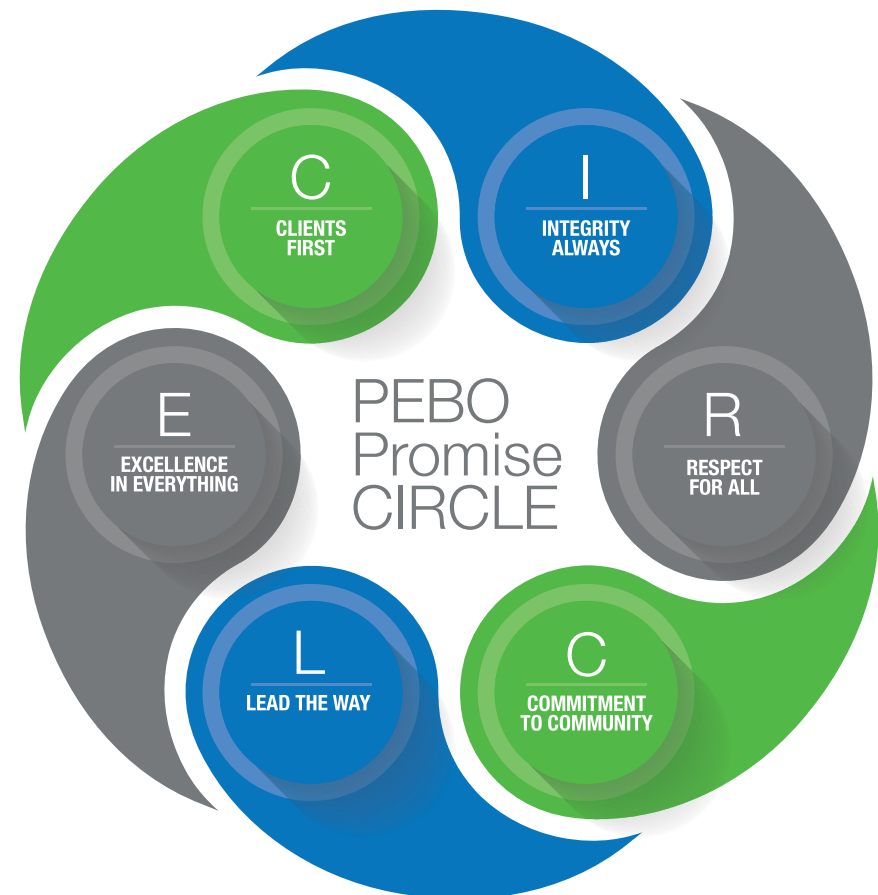 C
CLIENTS
FIRST
I
INTEGRITY
ALWAYS
R
RESPECT
FOR ALL
C
COMMITMENT
TO COMMUNITY
L
LEAD THE WAY
E
EXCELLENCE
IN EVERYTHING
PEBO
Promise
CIRCLE